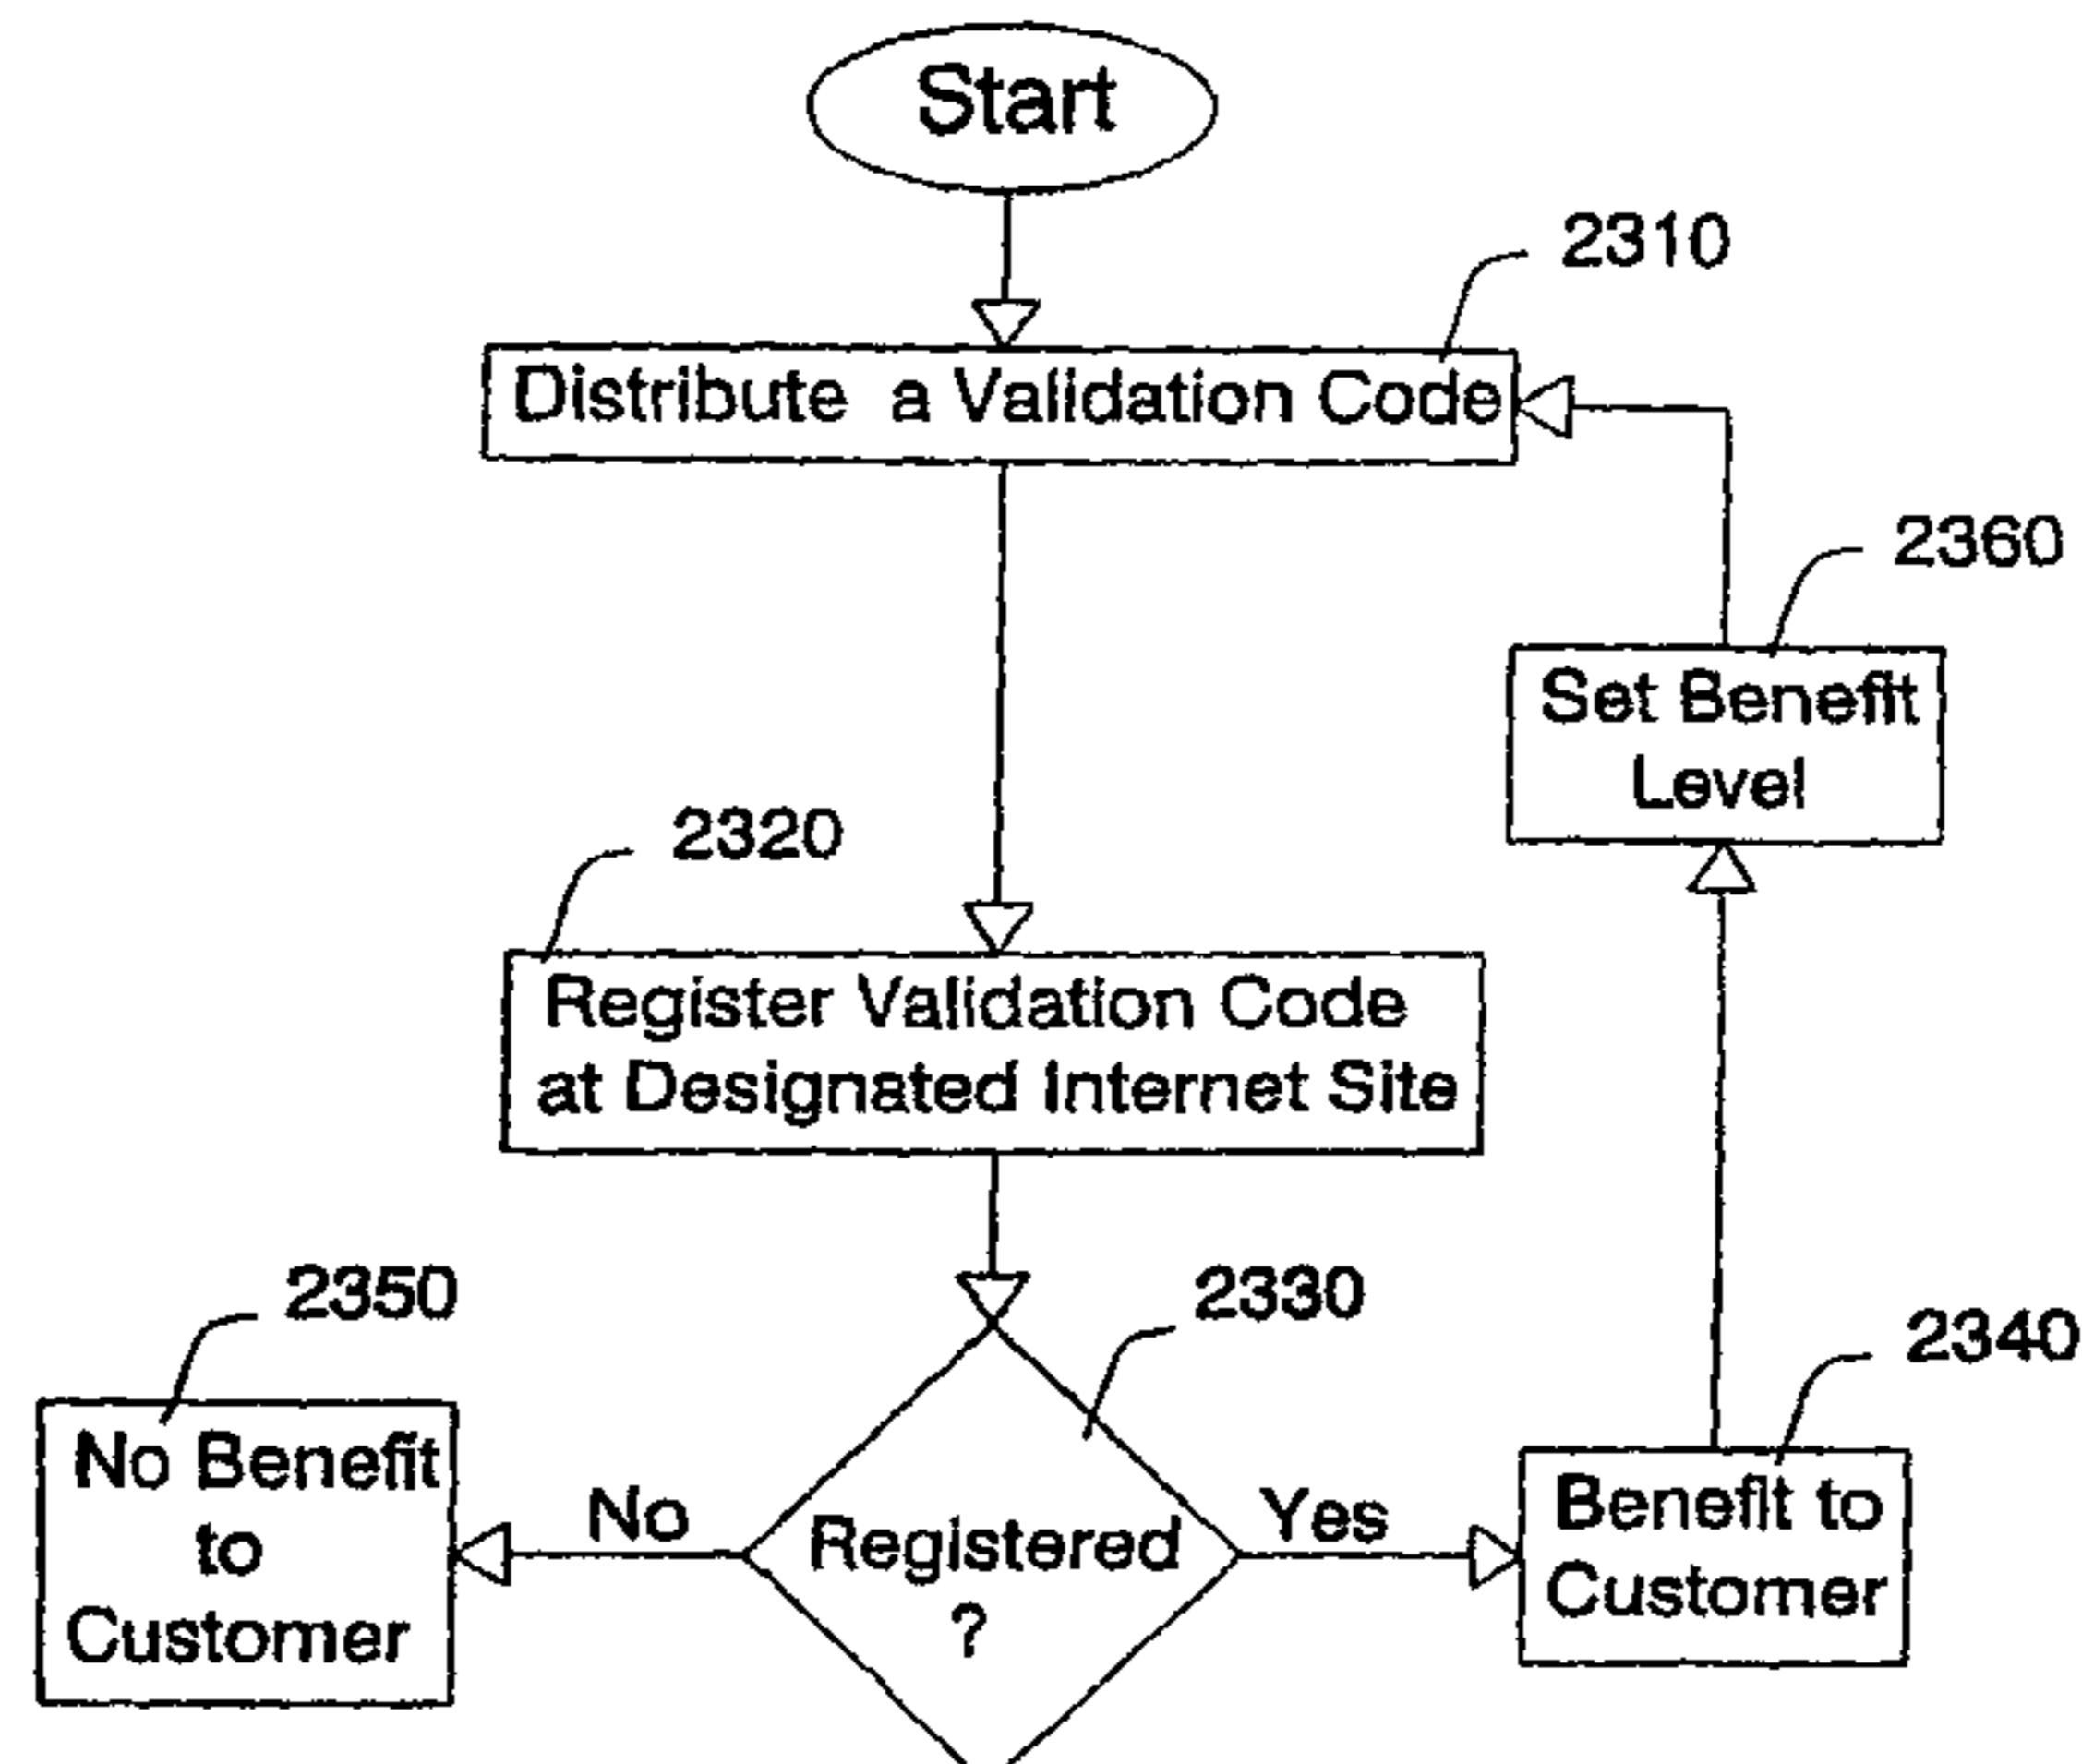 Start
2310
Distribute a Validation Code
2360
Set Benefit
Level
2320
Register Validation Code
at Designated Internet Site
2350
2330
2340
No Benefit
to
Customer
No
Registered
?
Yes
Benefit to
Customer